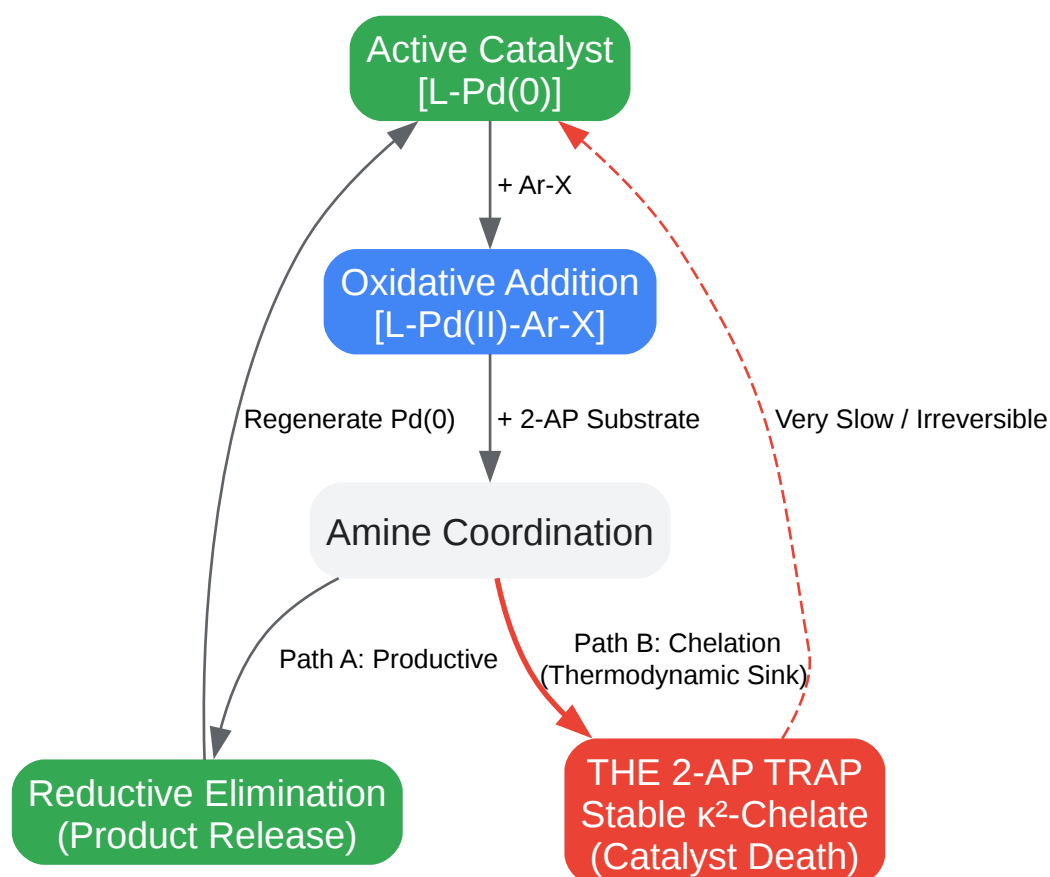 Active Catalyst
[L-Pd(0)]
+ Ar-X
Oxidative Addition
[L-Pd(II)-Ar-X]
Regenerate Pd(0)
+ 2-AP Substrate
Very Slow / Irreversible
Amine Coordination
Path A: Productive
Path B: Chelation
(Thermodynamic Sink)
Reductive Elimination
(Product Release)
THE 2-AP TRAP
Stable κ²-Chelate
(Catalyst Death)